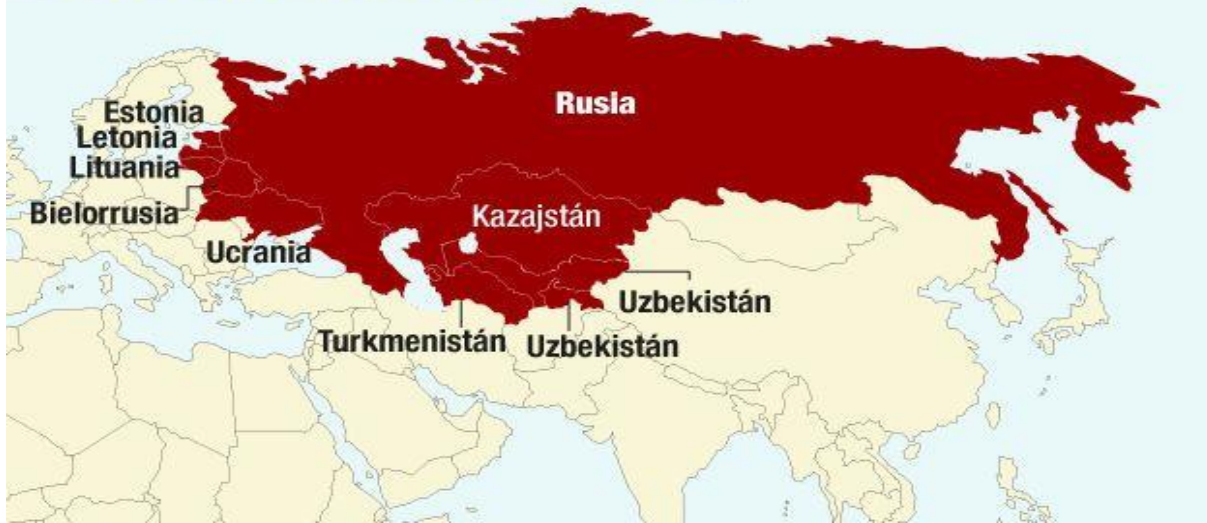 Rusia
Estonia
Letonia
Lituania
Bielorrusia
Kazajstán
Ucrania
Uzbekistán
Turkmenistán
Uzbekistán